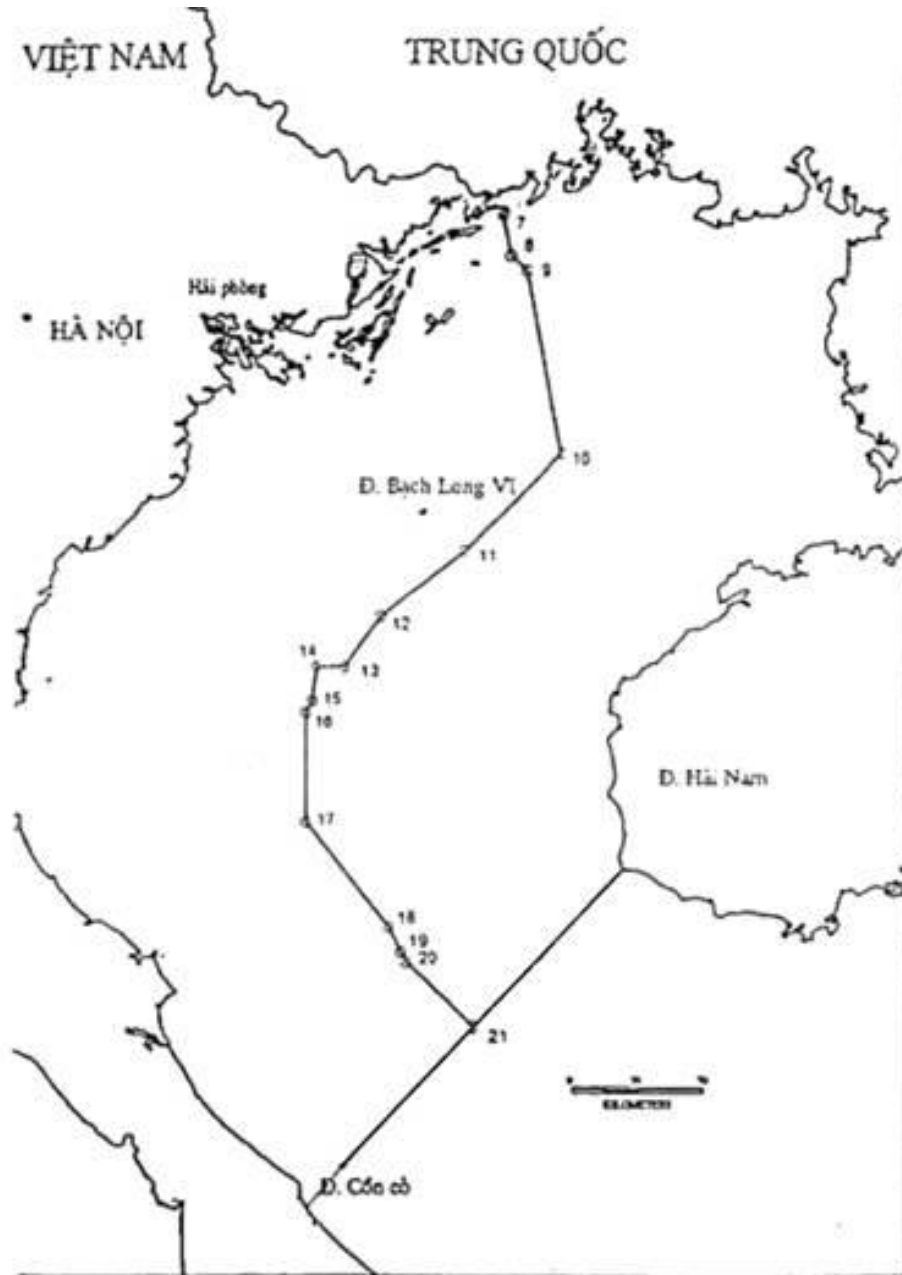 VIỆT NAM
TRUNG QUỐC
7
8
9
Hải phòng
HÀ NỘI
10
Đ. Bạch Long Vĩ
11
12
14
13
15
16
Đ. Hải Nam
17
18
19
20
21
KILOMETERS
Đ. Cồn cỏ